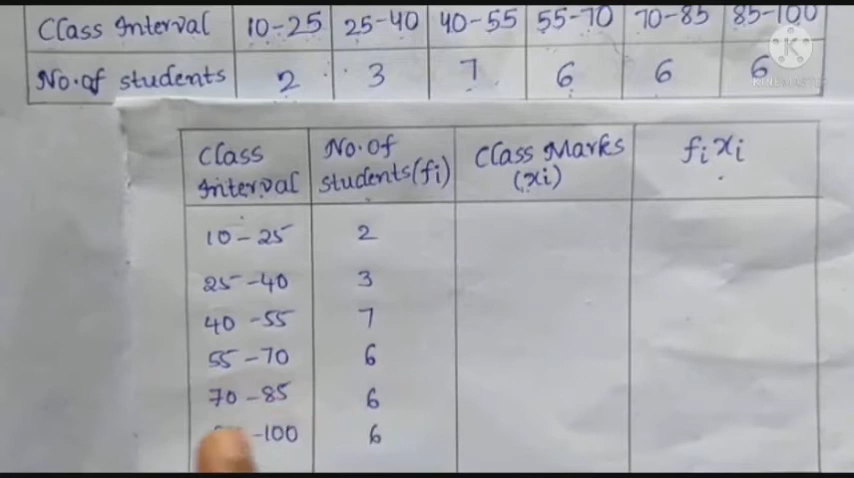 Class Interval 10-25 25-40 40-55 55-70 70-85 85-100
No. of students 2 3 7 6 6 6
Class Interval No. of students (fi) Class Marks (xi) fixi
10-25 2
25-40 3
40-55 7
55-70 6
70-85 6
-100 6